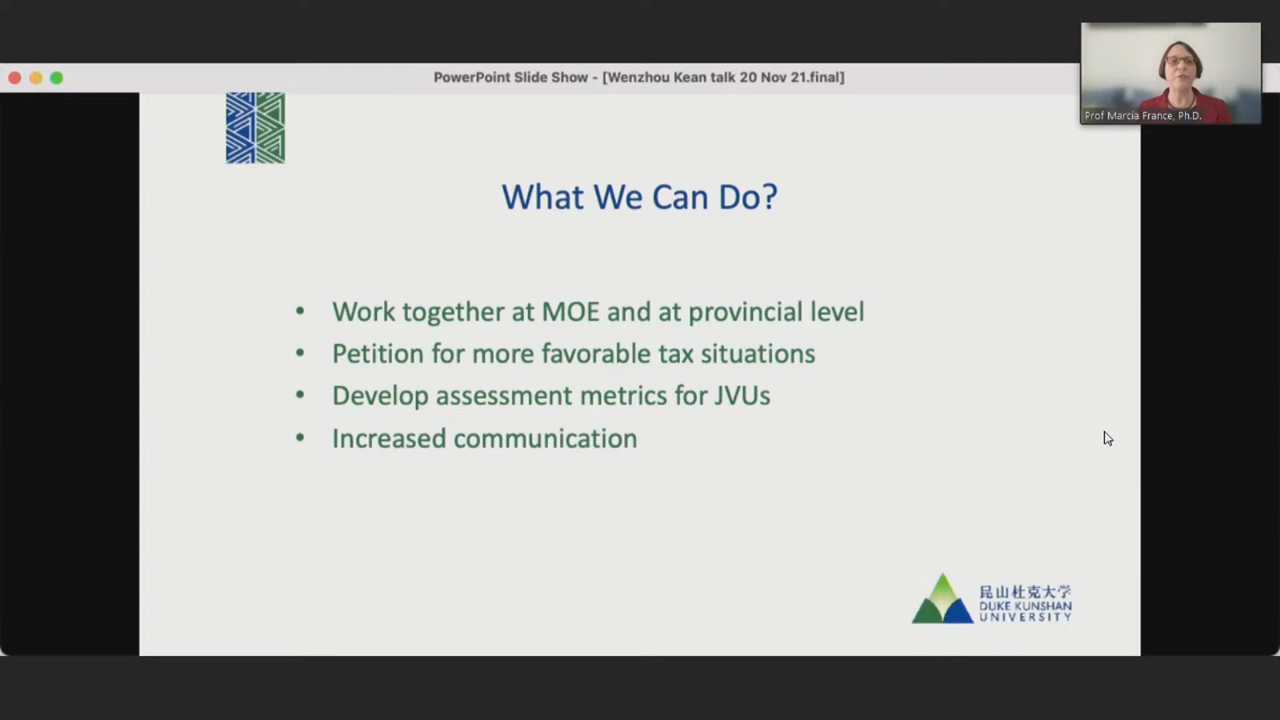 PowerPoint Slide Show - [Wenzhou Kean talk 20 Nov 21.final]
Prof Marcia France, Ph.D.
What We Can Do?
• Work together at MOE and at provincial level
• Petition for more favorable tax situations
• Develop assessment metrics for JVUs
• Increased communication
昆山杜克大学
DUKE KUNSHAN
UNIVERSITY